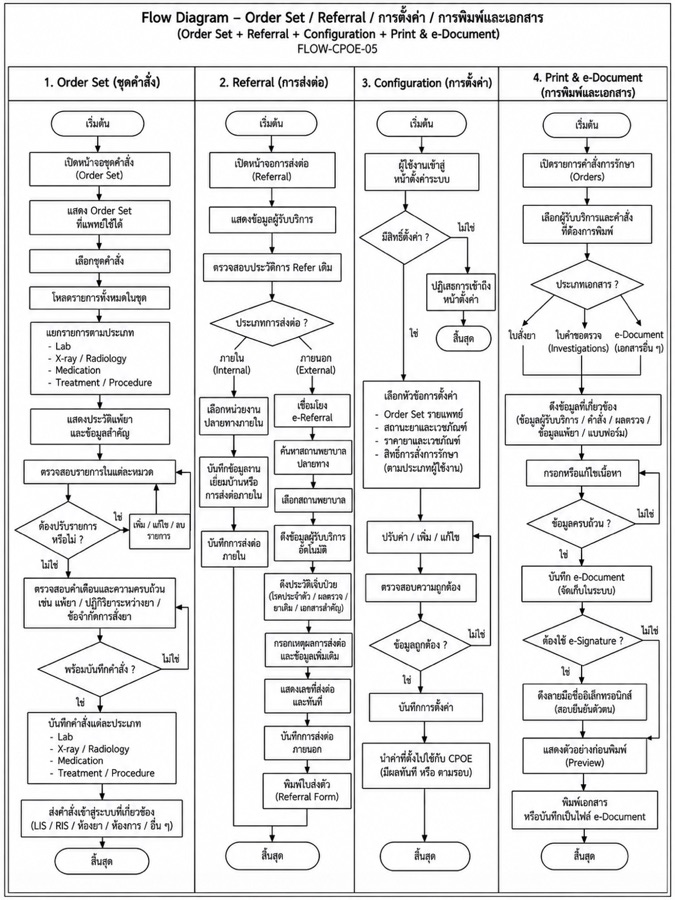 Flow Diagram – Order Set / Referral / การตั้งค่า / การพิมพ์และเอกสาร
(Order Set + Referral + Configuration + Print & e-Document)
FLOW-CPOE-05
1. Order Set (ชุดคำสั่ง)
เริ่มต้น
เปิดหน้าจอชุดคำสั่ง
(Order Set)
แสดง Order Set
ที่แพทย์ใช้ได้
เลือกชุดคำสั่ง
โหลดรายการทั้งหมดในชุด
แยกรายการตามประเภท
- Lab
- X-ray / Radiology
- Medication
- Treatment / Procedure
แสดงประวัติแพ้ยา
และข้อมูลสำคัญ
ตรวจสอบรายการในแต่ละหมวด
ต้องปรับรายการ
หรือไม่ ?
ใช่
เพิ่ม / แก้ไข / ลบ
รายการ
ไม่ใช่
ตรวจสอบคำเตือนและความครบถ้วน
เช่น แพ้ยา / ปฏิกิริยาระหว่างยา /
ข้อจำกัดการสั่งยา
พร้อมบันทึกคำสั่ง ?
ไม่ใช่
ใช่
บันทึกคำสั่งแต่ละประเภท
- Lab
- X-ray / Radiology
- Medication
- Treatment / Procedure
ส่งคำสั่งเข้าสู่ระบบที่เกี่ยวข้อง
(LIS / RIS / ห้องยา / ห้องการ / อื่น ๆ)
สิ้นสุด
2. Referral (การส่งต่อ)
เริ่มต้น
เปิดหน้าจอการส่งต่อ
(Referral)
แสดงข้อมูลผู้รับบริการ
ตรวจสอบประวัติการ Refer เดิม
ประเภทการส่งต่อ ?
ภายใน
(Internal)
เลือกหน่วยงาน
ปลายทางภายใน
บันทึกข้อมูลงาน
เยี่ยมบ้านหรือ
การส่งต่อภายใน
บันทึกการส่งต่อ
ภายใน
ภายนอก
(External)
เชื่อมโยง
e-Referral
ค้นหาสถานพยาบาล
ปลายทาง
เลือกสถานพยาบาล
ดึงข้อมูลผู้รับบริการ
อัตโนมัติ
ดึงประวัติเจ็บป่วย
(โรคประจำตัว / ผลตรวจ /
ยาเดิม / เอกสารสำคัญ)
กรอกเหตุผลการส่งต่อ
และข้อมูลเพิ่มเติม
แสดงเลขที่ส่งต่อ
และทันที
บันทึกการส่งต่อ
ภายนอก
พิมพ์ใบส่งตัว
(Referral Form)
สิ้นสุด
3. Configuration (การตั้งค่า)
เริ่มต้น
ผู้ใช้งานเข้าสู่
หน้าตั้งค่าระบบ
มีสิทธิ์ตั้งค่า ?
ไม่ใช่
ปฏิเสธการเข้าถึง
หน้าตั้งค่า
สิ้นสุด
ใช่
เลือกหัวข้อการตั้งค่า
- Order Set รายแพทย์
- สถานะยาและเวชภัณฑ์
- ราคายาและเวชภัณฑ์
- สิทธิ์การสั่งการรักษา
(ตามประเภทผู้ใช้งาน)
ปรับค่า / เพิ่ม / แก้ไข
ตรวจสอบความถูกต้อง
ข้อมูลถูกต้อง ?
ไม่ใช่
ใช่
บันทึกการตั้งค่า
นำค่าที่ตั้งไปใช้กับ CPOE
(มีผลทันที หรือ ตามรอบ)
สิ้นสุด
4. Print & e-Document
(การพิมพ์และเอกสาร)
เริ่มต้น
เปิดรายการคำสั่งการรักษา
(Orders)
เลือกผู้รับบริการและคำสั่ง
ที่ต้องการพิมพ์
ประเภทเอกสาร ?
ใบสั่งยา
ใบคำขอตรวจ
(Investigations)
e-Document
(เอกสารอื่น ๆ)
ดึงข้อมูลที่เกี่ยวข้อง
(ข้อมูลผู้รับบริการ / คำสั่ง / ผลตรวจ /
ข้อมูลแพ้ยา / แบบฟอร์ม)
กรอกหรือแก้ไขเนื้อหา
ข้อมูลครบถ้วน ?
ไม่ใช่
ใช่
บันทึก e-Document
(จัดเก็บในระบบ)
ต้องใช้ e-Signature ?
ไม่ใช่
ใช่
ดึงลายมือชื่ออิเล็กทรอนิกส์
(สอบยืนยันตัวตน)
แสดงตัวอย่างก่อนพิมพ์
(Preview)
พิมพ์เอกสาร
หรือบันทึกเป็นไฟล์ e-Document
สิ้นสุด